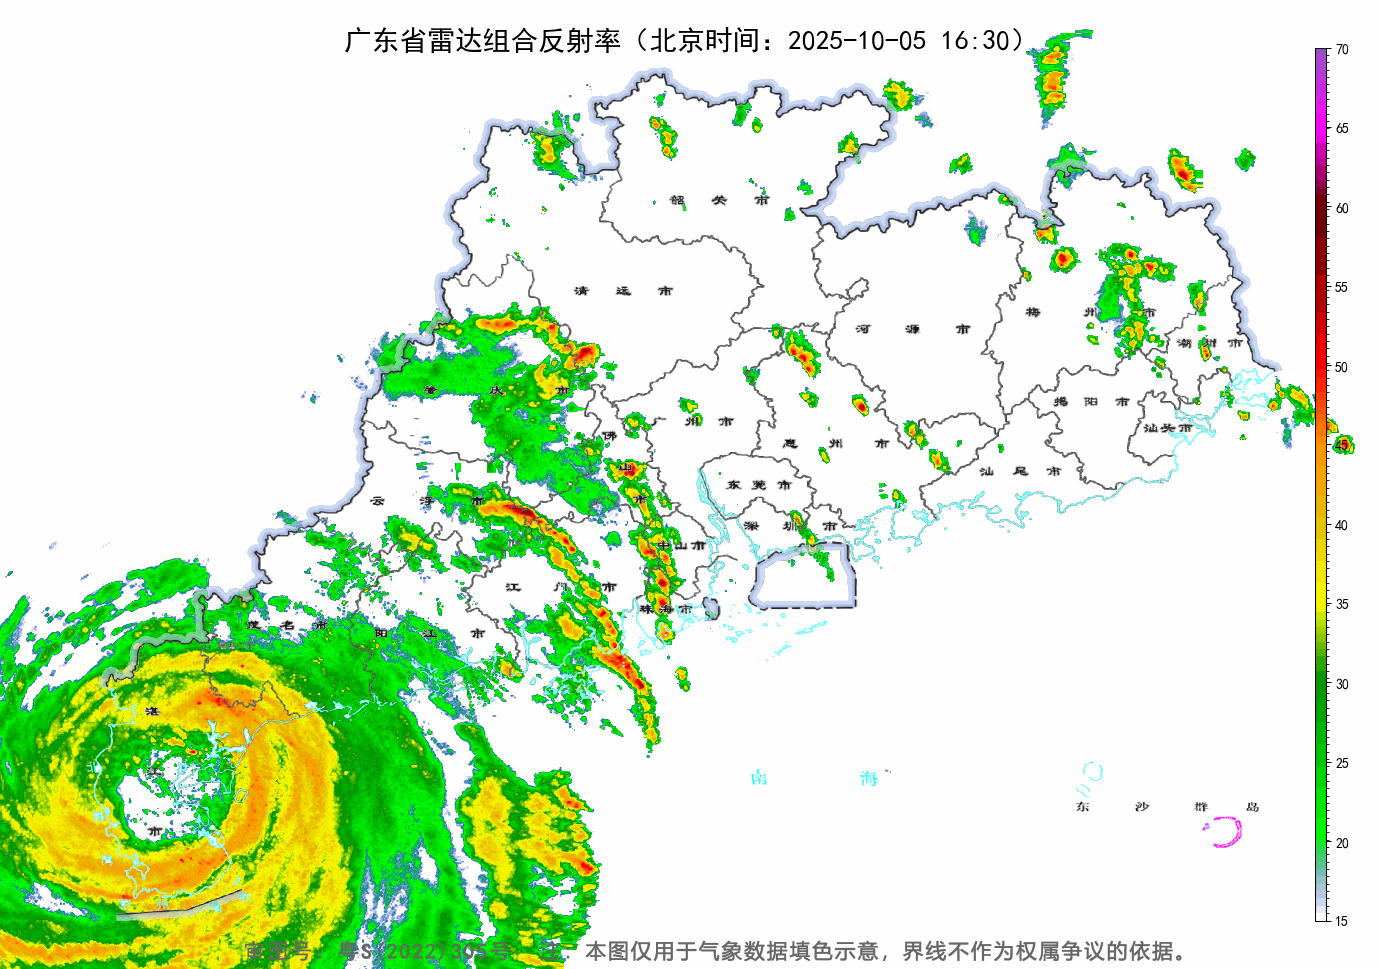 广东省雷达组合反射率（北京时间：2025-10-05 16:30）
70
65
60
55
50
45
40
35
30
25
20
15
韶关市
清远市
河源市
梅州市
潮州市
肇庆市
揭阳市
汕头市
佛山市
广州市
惠州市
汕尾市
东莞市
云浮市
深圳市
中山市
江门市
珠海市
茂名市
阳江市
湛江市
南海
东沙群岛
审图号：粤S(2022)305号 注：本图仅用于气象数据填色示意，界线不作为权属争议的依据。